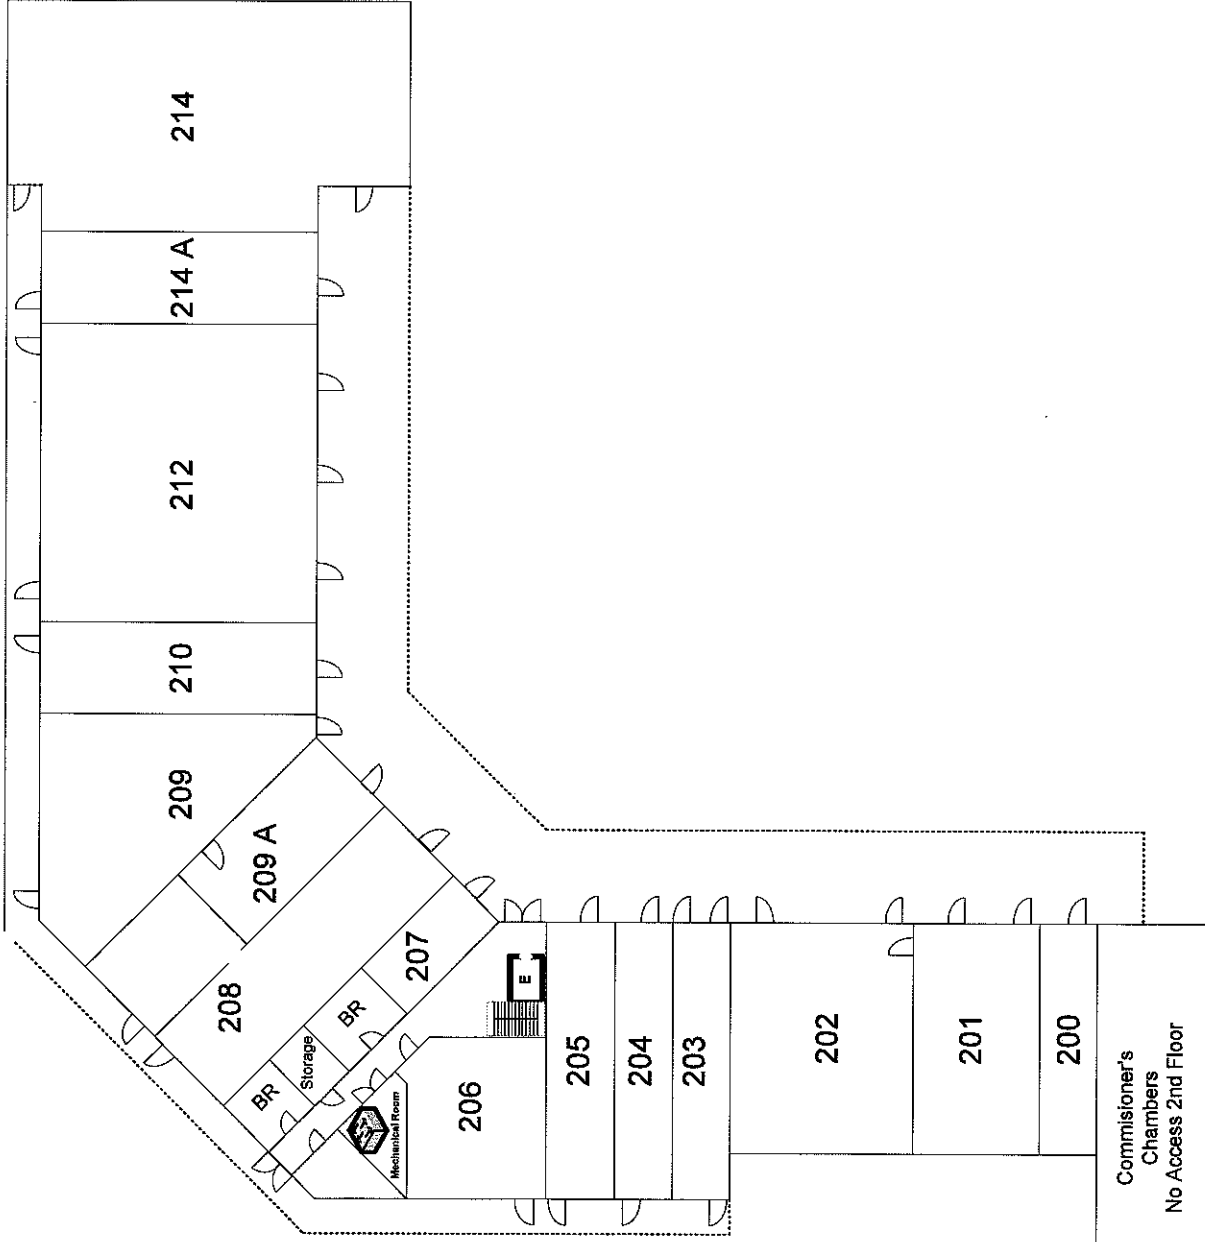 214
214 A
212
210
209
209 A
208
207
BR
Storage
BR
E
Mechanical Room
206
205
204
203
202
201
200
Commisioner's
Chambers
No Access 2nd Floor